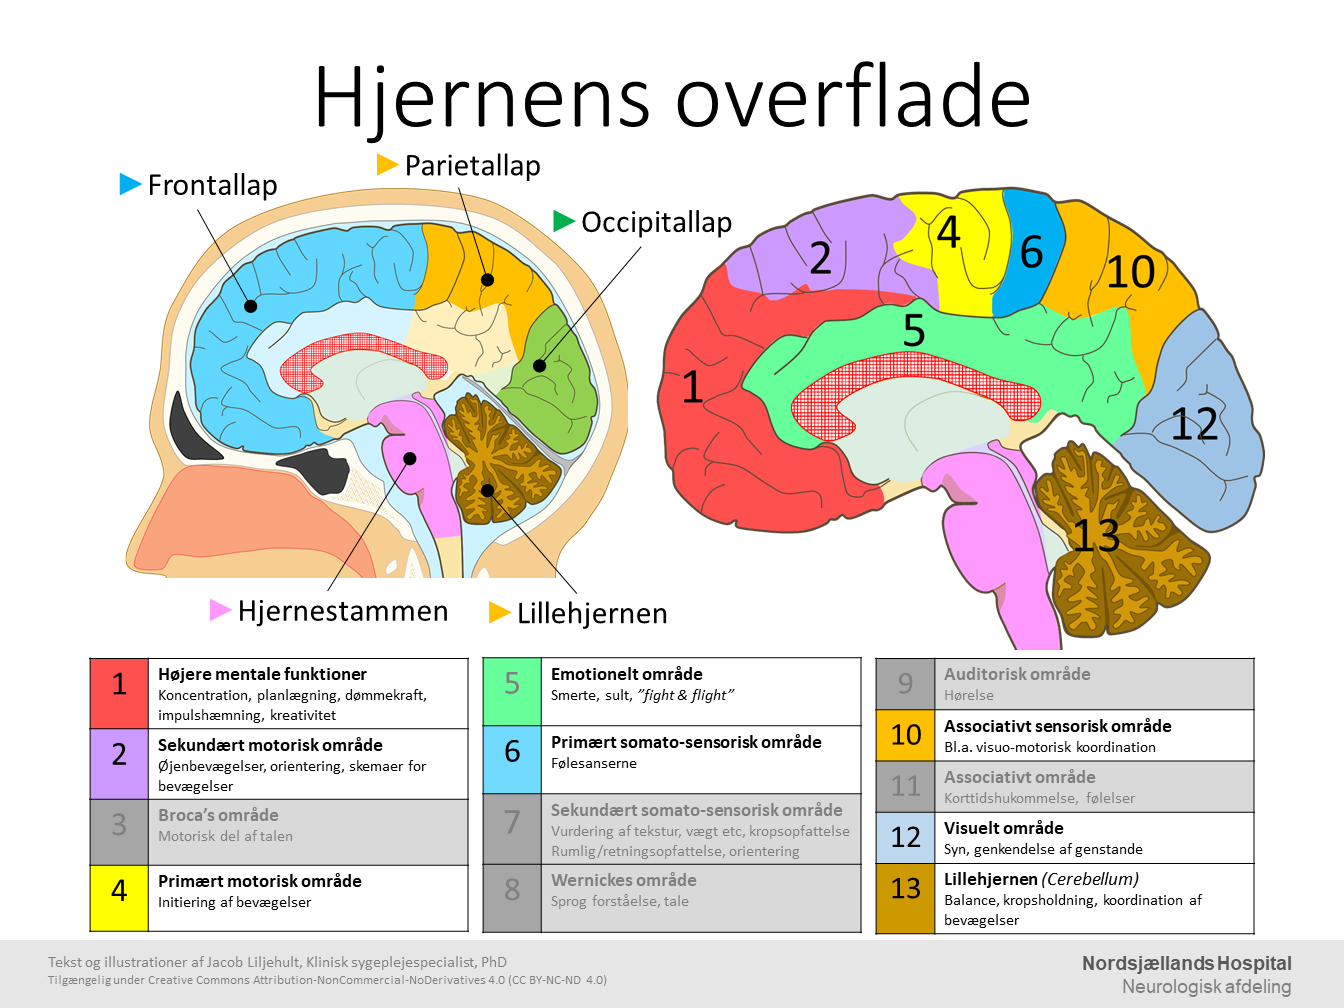 Hjernens overflade
Frontallap
Parietallap
Occipitallap
Hjernestammen
Lillehjernen
2
4
6
10
5
1
12
13
1 Højere mentale funktioner
Koncentration, planlægning, dømmekraft,
impulshæmning, kreativitet
2 Sekundært motorisk område
Øjenbevægelser, orientering, skemaer for
bevægelser
3 Broca's område
Motorisk del af talen
4 Primært motorisk område
Initiering af bevægelser
5 Emotionelt område
Smerte, sult, ”fight & flight”
6 Primært somato-sensorisk område
Følesanserne
7 Sekundært somato-sensorisk område
Vurdering af tekstur, vægt etc, kropsopfattelse
Rumlig/retningsopfattelse, orientering
8 Wernickes område
Sprog forståelse, tale
9 Auditorisk område
Hørelse
10 Associativt sensorisk område
Bl.a. visuo-motorisk koordination
11 Associativt område
Korttidshukommelse, følelser
12 Visuelt område
Syn, genkendelse af genstande
13 Lillehjernen (Cerebellum)
Balance, kropsholdning, koordination af
bevægelser
Tekst og illustrationer af Jacob Liljehult, Klinisk sygeplejespecialist, PhD
Tilgængelig under Creative Commons Attribution-NonCommercial-NoDerivatives 4.0 (CC BY-NC-ND 4.0)
Nordsjællands Hospital
Neurologisk afdeling